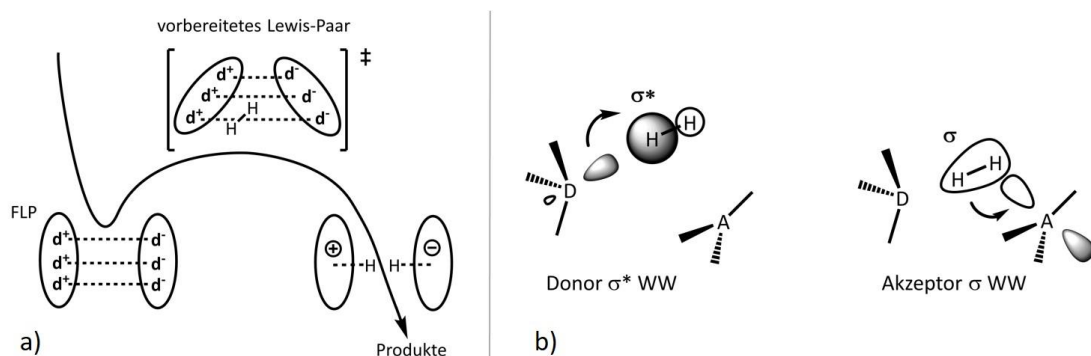 vorbereitetes Lewis-Paar
‡
d⁺ d⁻
d⁺ d⁻
d⁺ H d⁻
H
FLP
d⁺ d⁻
d⁺ d⁻
d⁺ d⁻
⊕ ⊖
H H
Produkte
a)
σ*
H H
D
A
Donor σ* WW
σ
H H
D
A
Akzeptor σ WW
b)